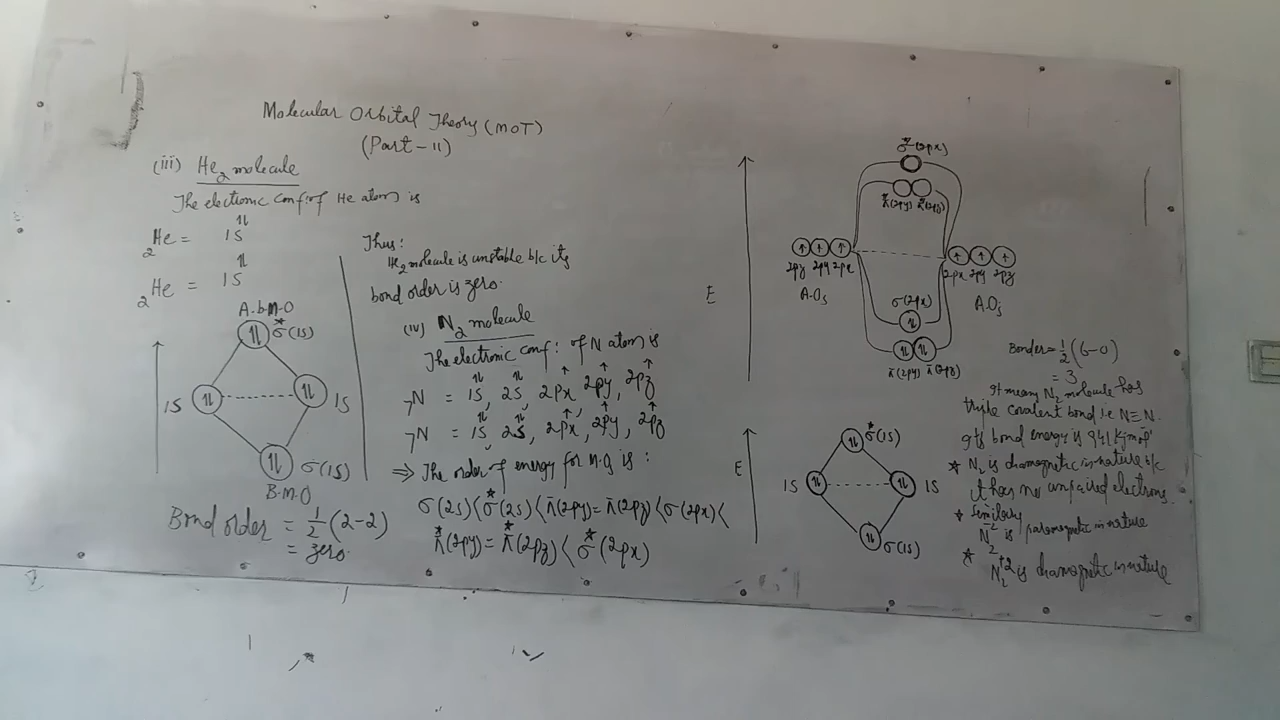 Molecular Orbital Theory (MOT)
(Part-II)
(iii) He2 molecule
The electronic conf: of He atom is
2He = 1S
⇅
2He = 1S
⇅
A.b.M.O
σ*(1S)
1S
1S
σ(1S)
B.M.O
Bond order = 1/2 (2-2)
= zero.
Thus:
He2 molecule is unstable b/c its
bond order is zero.
(iv) N2 molecule
The electronic conf: of N atom is
7N = 1S, 2S, 2Px, 2Py, 2Pz
7N = 1S, 2S, 2Px, 2Py, 2Pz
⇒ The order of energy for M.O is:
σ(2S) < σ*(2S) < π(2py) = π(2pz) < σ(2px) <
π*(2py) = π*(2pz) < σ*(2px)
E
σ*(2px)
π*(2py) π*(2pz)
2pz 2py 2px
A.Os
2px 2py 2pz
A.Os
σ(2px)
π(2py) π(2pz)
E
σ*(1S)
1S
1S
σ(1S)
B.order = 1/2 (6-0)
= 3
It means N2 molecule has
triple covalent bond i.e N≡N.
its bond energy is 941 kJmol-1
* N2 is diamagnetic in nature b/c
it has no unpaired electrons.
* Similarly
is paramagnetic in nature
* N2+2 is diamagnetic in nature